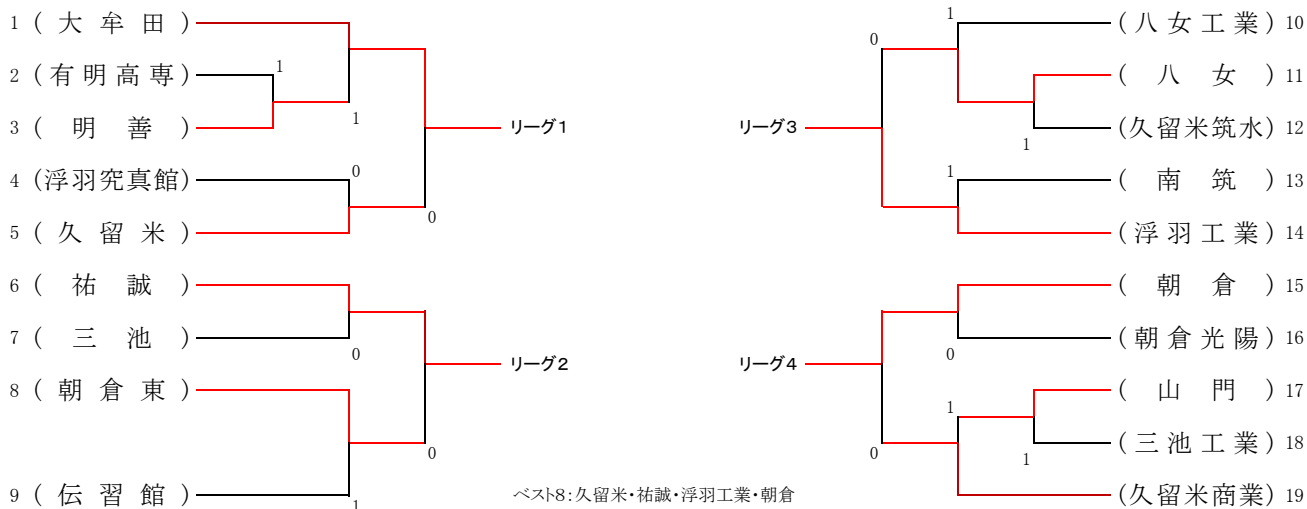 1 ( 大 牟 田 )
2 ( 有明高専 )
1
3 ( 明 善 )
1
4 (浮羽究真館)
0
5 ( 久 留 米 )
0
リーグ1
6 ( 祐 誠 )
7 ( 三 池 )
0
8 ( 朝 倉 東 )
0
9 ( 伝 習 館 )
1
リーグ2
1
(八女工業) 10
0
( 八 女 ) 11
(久留米筑水) 12
1
1
( 南 筑 ) 13
(浮羽工業) 14
リーグ3
( 朝 倉 ) 15
(朝倉光陽) 16
0
( 山 門 ) 17
1
(三池工業) 18
1
0
(久留米商業) 19
リーグ4
ベスト8:久留米・祐誠・浮羽工業・朝倉